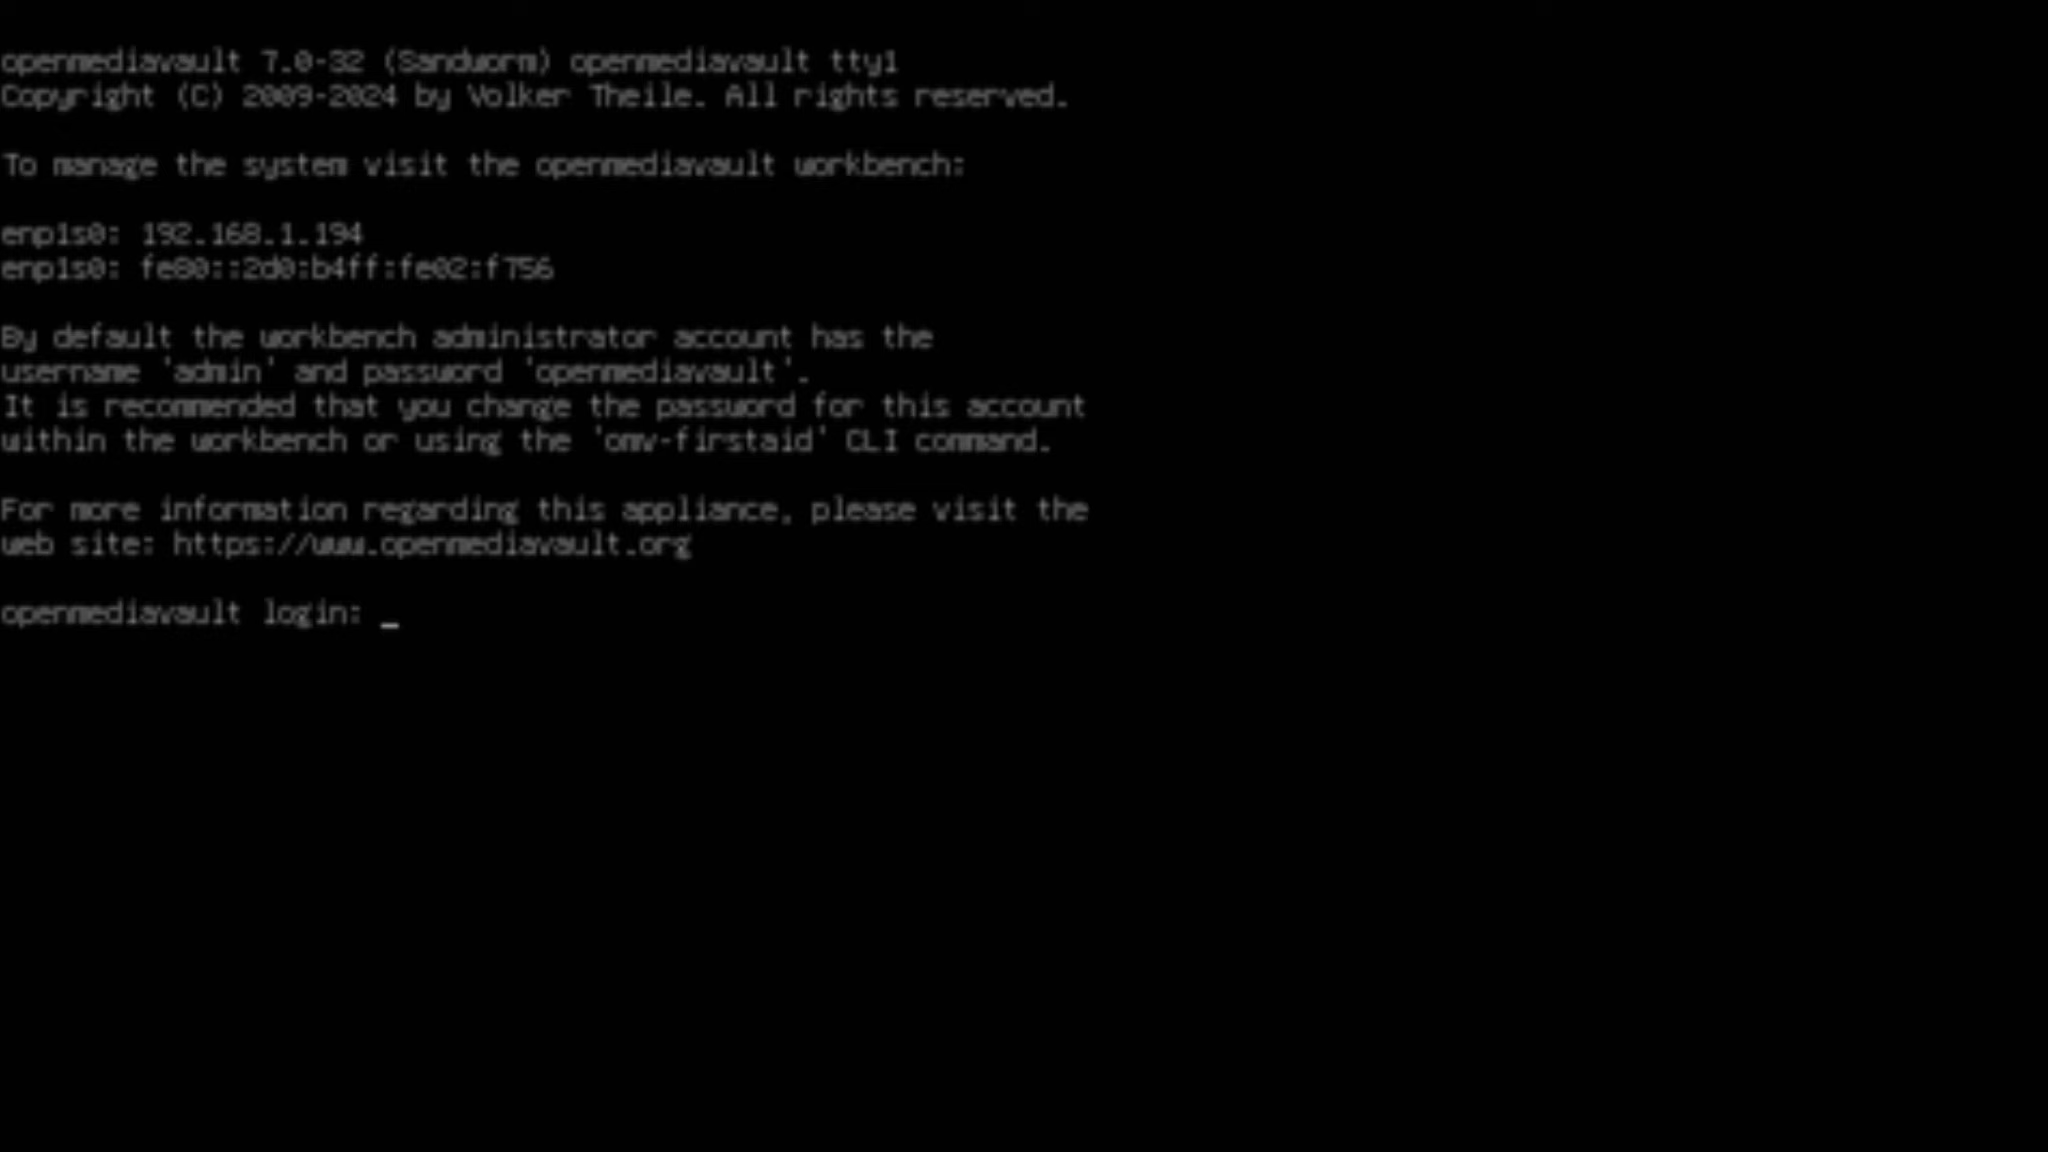 openmediavault 7.0-32 (Sandworm) openmediavault tty1
Copyright (C) 2009-2024 by Volker Theile. All rights reserved.
To manage the system visit the openmediavault workbench:
enp1s0: 192.168.1.194
enp1s0: fe80::2d0:b4ff:fe02:f756
By default the workbench administrator account has the
username 'admin' and password 'openmediavault'.
It is recommended that you change the password for this account
within the workbench or using the 'omv-firstaid' CLI command.
For more information regarding this appliance, please visit the
web site: https://www.openmediavault.org
openmediavault login: _